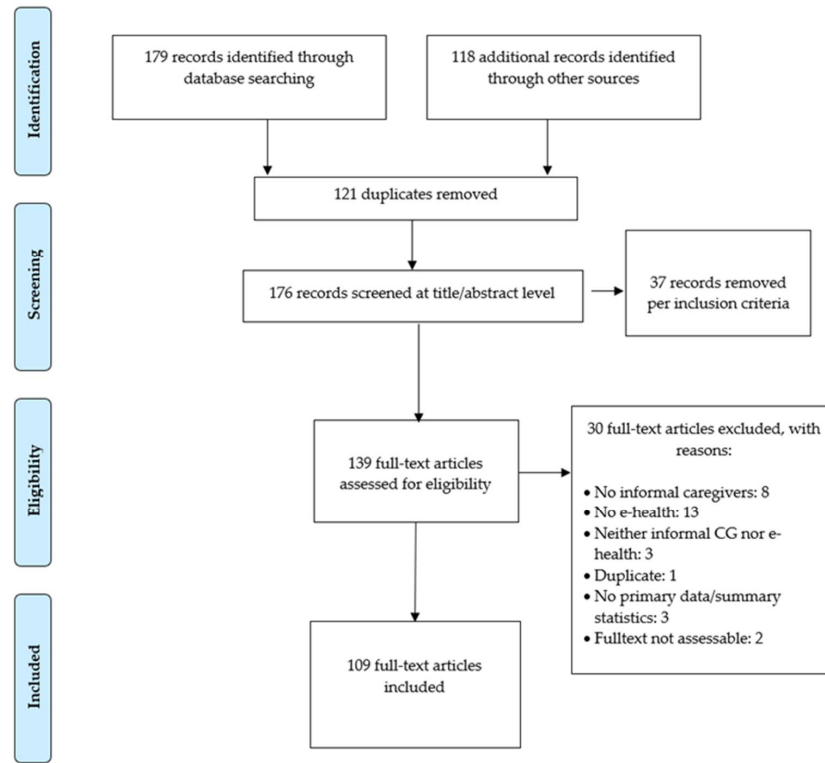 Identification
179 records identified through
database searching
118 additional records identified
through other sources
121 duplicates removed
Screening
176 records screened at title/abstract level
37 records removed
per inclusion criteria
Eligibility
139 full-text articles
assessed for eligibility
30 full-text articles excluded, with
reasons:
• No informal caregivers: 8
• No e-health: 13
• Neither informal CG nor e-
health: 3
• Duplicate: 1
• No primary data/summary
statistics: 3
• Fulltext not assessable: 2
Included
109 full-text articles
included